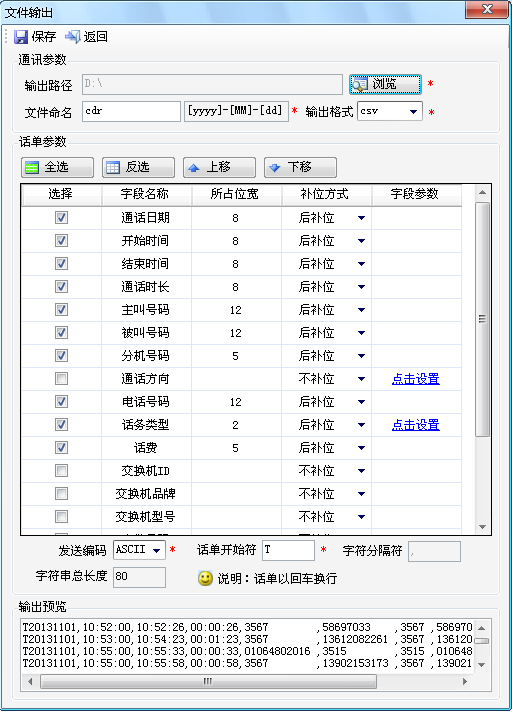 文件输出
保存 返回
通讯参数
输出路径 D:\ 浏览 *
文件命名 cdr [yyyy]-[MM]-[dd] * 输出格式 csv *
话单参数
全选 反选 上移 下移
选择 字段名称 所占位宽 补位方式 字段参数
通话日期 8 后补位
开始时间 8 后补位
结束时间 8 后补位
通话时长 8 后补位
主叫号码 12 后补位
被叫号码 12 后补位
分机号码 5 后补位
通话方向 不补位 点击设置
电话号码 12 后补位
话务类型 2 后补位 点击设置
话费 5 后补位
交换机ID 不补位
交换机品牌 不补位
交换机型号 不补位
发送编码 ASCII * 话单开始符 T * 字符分隔符 ,
字符串总长度 80 说明：话单以回车换行
输出预览
T20131101,10:52:00,10:52:26,00:00:26,3567 ,58697033 ,3567 ,586970
T20131101,10:53:00,10:54:23,00:01:23,3567 ,13612082261 ,3567 ,136120
T20131101,10:55:00,10:55:33,00:00:33,01064802016 ,3515 ,3515 ,010648
T20131101,10:55:00,10:55:58,00:00:58,3567 ,13902153173 ,3567 ,139021